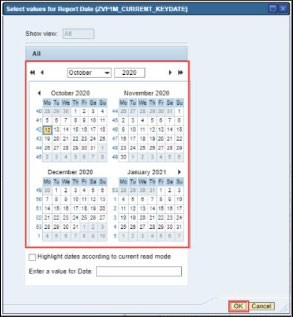 Select values for Report Date (ZVP1M_CURRENT_KEYDATE)
Show view: All
All
October 2020
October 2020 November 2020
Mo Tu We Th Fr Sa Su Mo Tu We Th Fr Sa Su
40 28 29 30 1 2 3 4 44 26 27 28 29 30 31 1
41 5 6 7 8 9 10 11 45 2 3 4 5 6 7 8
42 12 13 14 15 16 17 18 46 9 10 11 12 13 14 15
43 19 20 21 22 23 24 25 47 16 17 18 19 20 21 22
44 26 27 28 29 30 31 1 48 23 24 25 26 27 28 29
45 2 3 4 5 6 7 8 49 30 1 2 3 4 5 6
December 2020 January 2021
Mo Tu We Th Fr Sa Su Mo Tu We Th Fr Sa Su
49 30 1 2 3 4 5 6 53 28 29 30 31 1 2 3
50 7 8 9 10 11 12 13 1 4 5 6 7 8 9 10
51 14 15 16 17 18 19 20 2 11 12 13 14 15 16 17
52 21 22 23 24 25 26 27 3 18 19 20 21 22 23 24
53 28 29 30 31 1 2 3 4 25 26 27 28 29 30 31
1 4 5 6 7 8 9 10 5 1 2 3 4 5 6 7
Highlight dates according to current read mode
Enter a value for Date:
OK Cancel